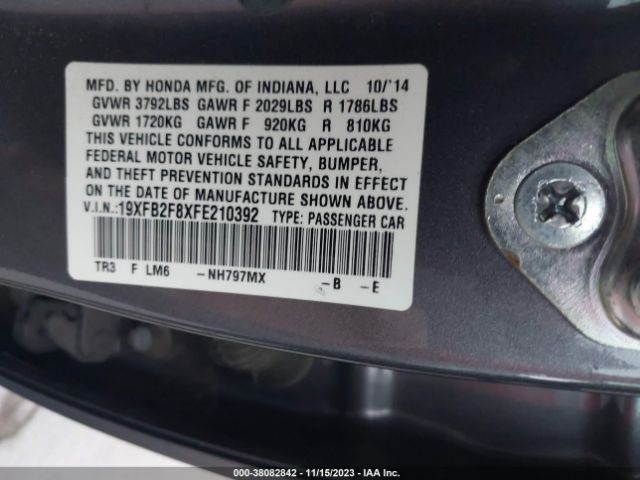 MFD. BY HONDA MFG. OF INDIANA, LLC 10/'14
GVWR 3792LBS GAWR F 2029LBS R 1786LBS
GVWR 1720KG GAWR F 920KG R 810KG
THIS VEHICLE CONFORMS TO ALL APPLICABLE
FEDERAL MOTOR VEHICLE SAFETY, BUMPER,
AND THEFT PREVENTION STANDARDS IN EFFECT
ON THE DATE OF MANUFACTURE SHOWN ABOVE.
V.I.N.:19XFB2F8XFE210392 TYPE: PASSENGER CAR
TR3 F LM6 -NH797MX -B -E
000-38082842 - 11/15/2023 - IAA Inc.